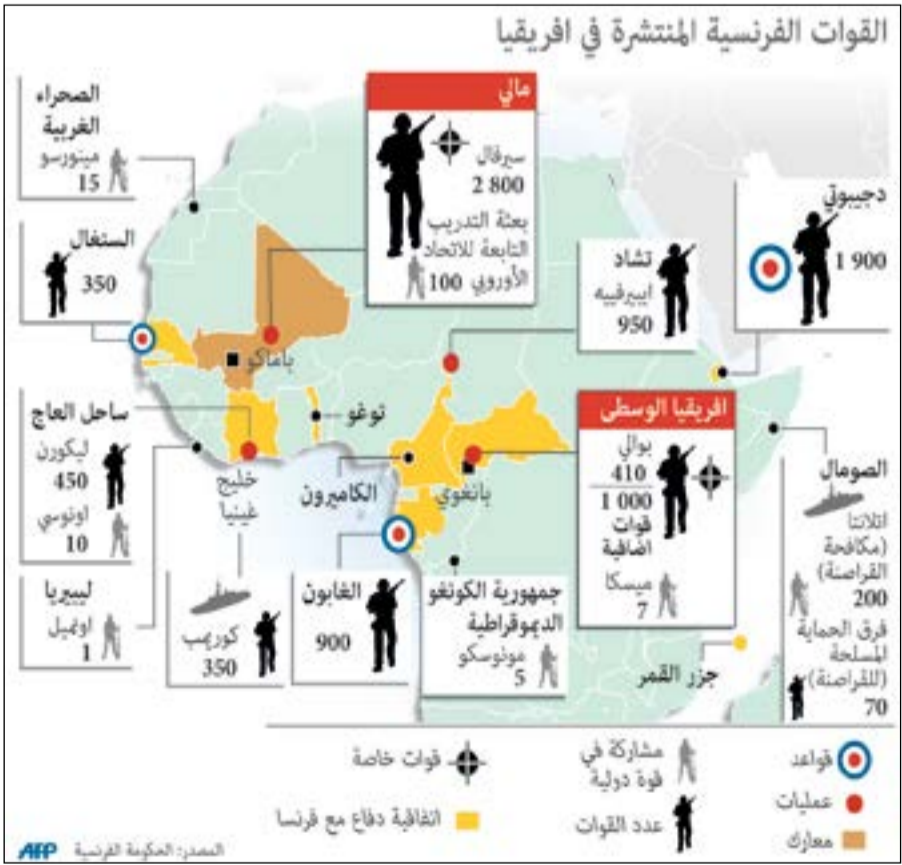 القوات الفرنسية المنتشرة في افريقيا
الصحراء
الغربية
مينورسو
15
السنغال
350
مالي
سيرفال
2 800
بعثة التدريب
التابعة للاتحاد
الأوروبي 100
تشاد
ايبيرفييه
950
دجيبوتي
1 900
باماكو
ساحل العاج
ليكورن
450
اونوسي
10
توغو
خليج
غينيا
الكاميرون
بانغوي
افريقيا الوسطى
بوالي
410
1 000
قوات
اضافية
ميسكا
7
الصومال
اتلانتا
(مكافحة
القراصنة)
200
فرق الحماية
المسلحة
(للقراصنة)
70
ليبيريا
اونميل
1
كوريمب
350
الغابون
900
جمهورية الكونغو
الديموقراطية
مونوسكو
5
جزر القمر
قواعد
عمليات
معارك
مشاركة في
قوة دولية
عدد القوات
قوات خاصة
اتفاقية دفاع مع فرنسا
المصدر: الحكومة الفرنسية AFP